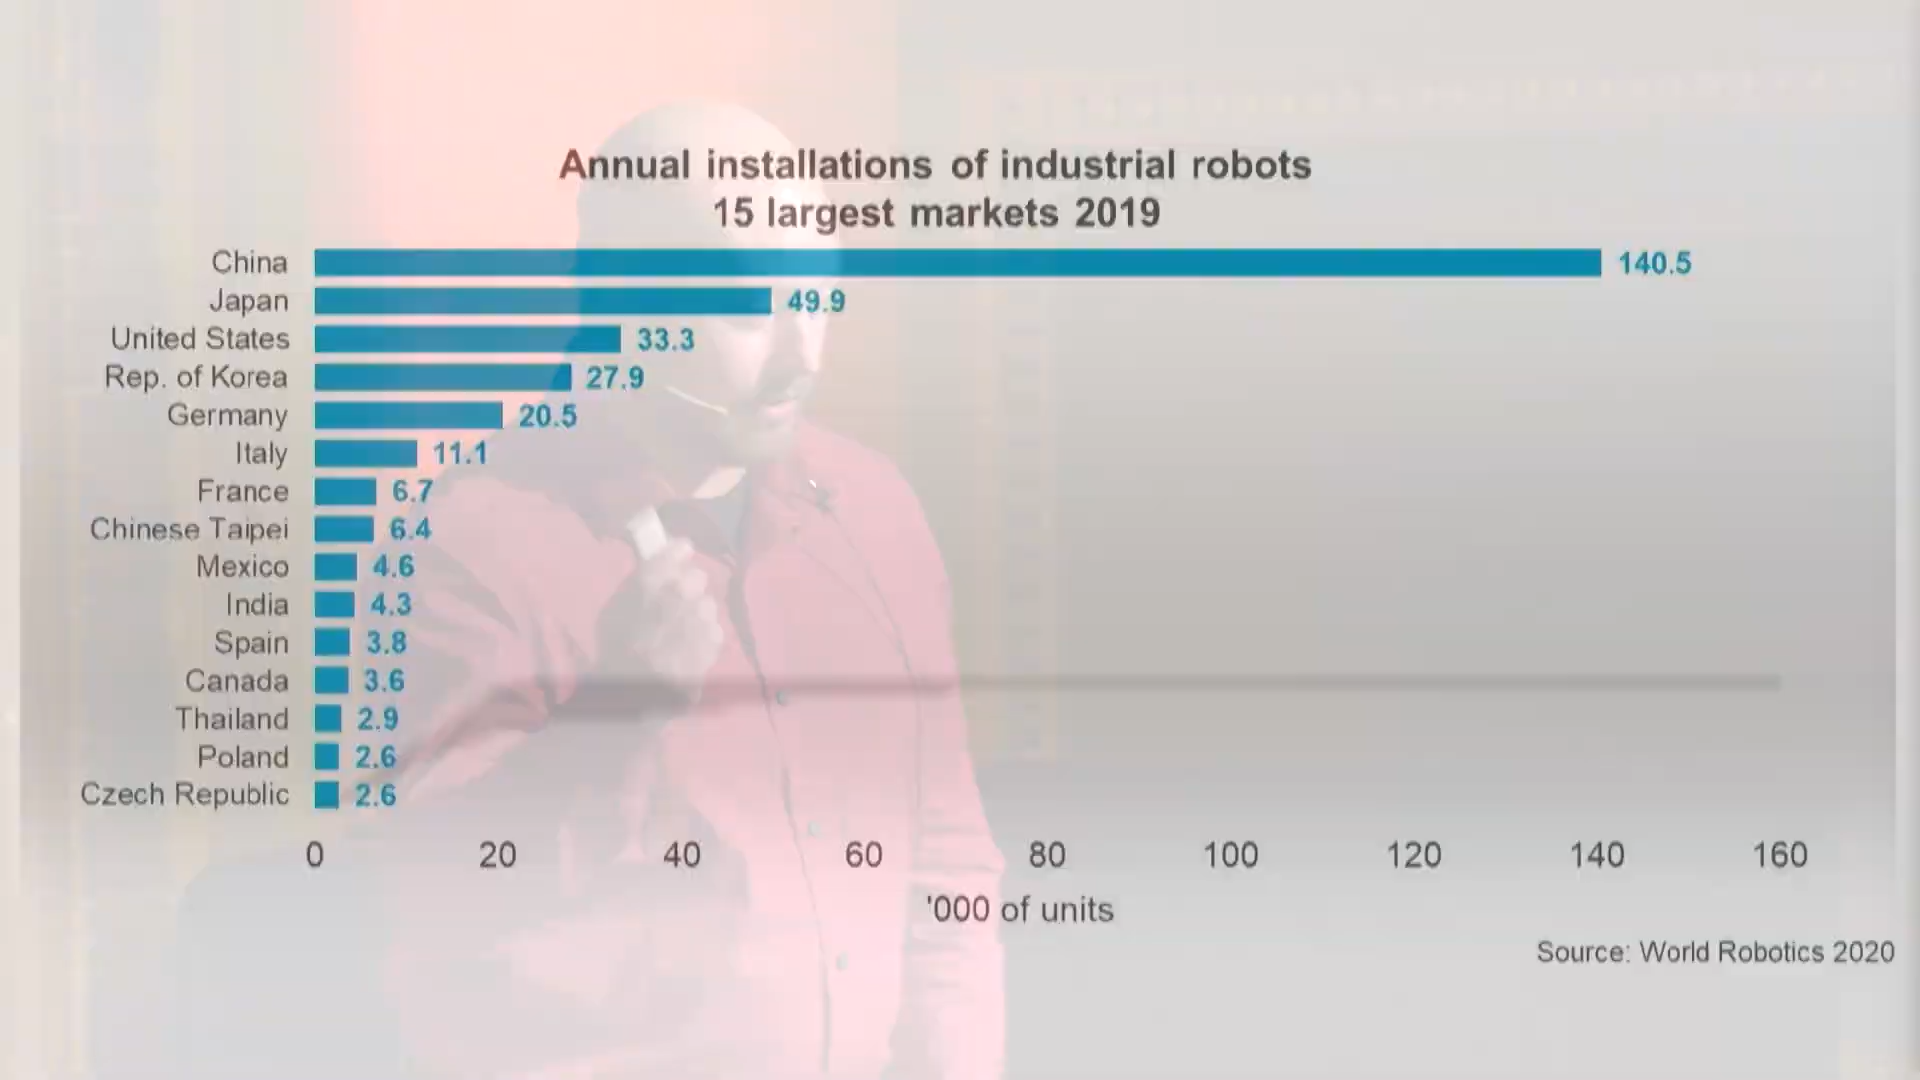 Annual installations of industrial robots
15 largest markets 2019
China 140.5
Japan 49.9
United States 33.3
Rep. of Korea 27.9
Germany 20.5
Italy 11.1
France 6.7
Chinese Taipei 6.4
Mexico 4.6
India 4.3
Spain 3.8
Canada 3.6
Thailand 2.9
Poland 2.6
Czech Republic 2.6
0 20 40 60 80 100 120 140 160
'000 of units
Source: World Robotics 2020